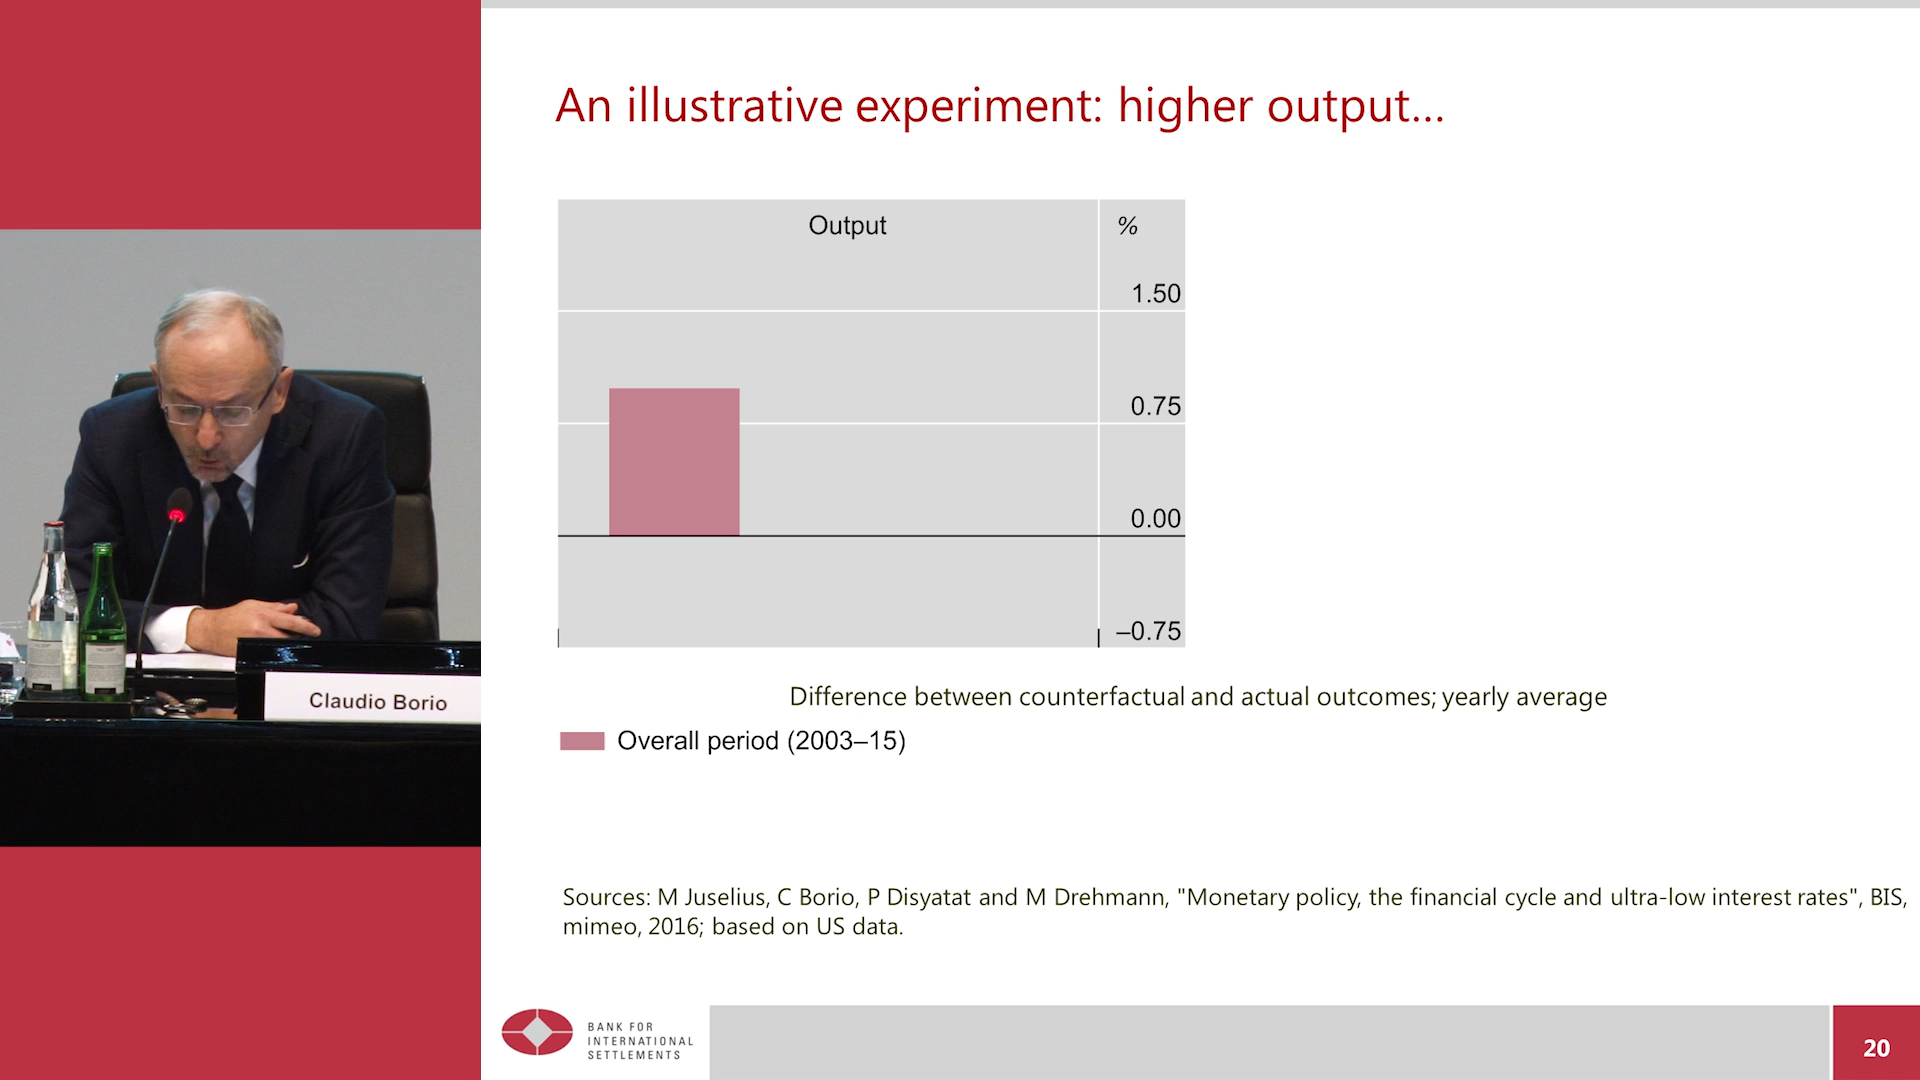 An illustrative experiment: higher output...
Output
%
1.50
0.75
0.00
–0.75
Difference between counterfactual and actual outcomes; yearly average
Overall period (2003–15)
Claudio Borio
Sources: M Juselius, C Borio, P Disyatat and M Drehmann, "Monetary policy, the financial cycle and ultra-low interest rates", BIS,
mimeo, 2016; based on US data.
BANK FOR
INTERNATIONAL
SETTLEMENTS
20